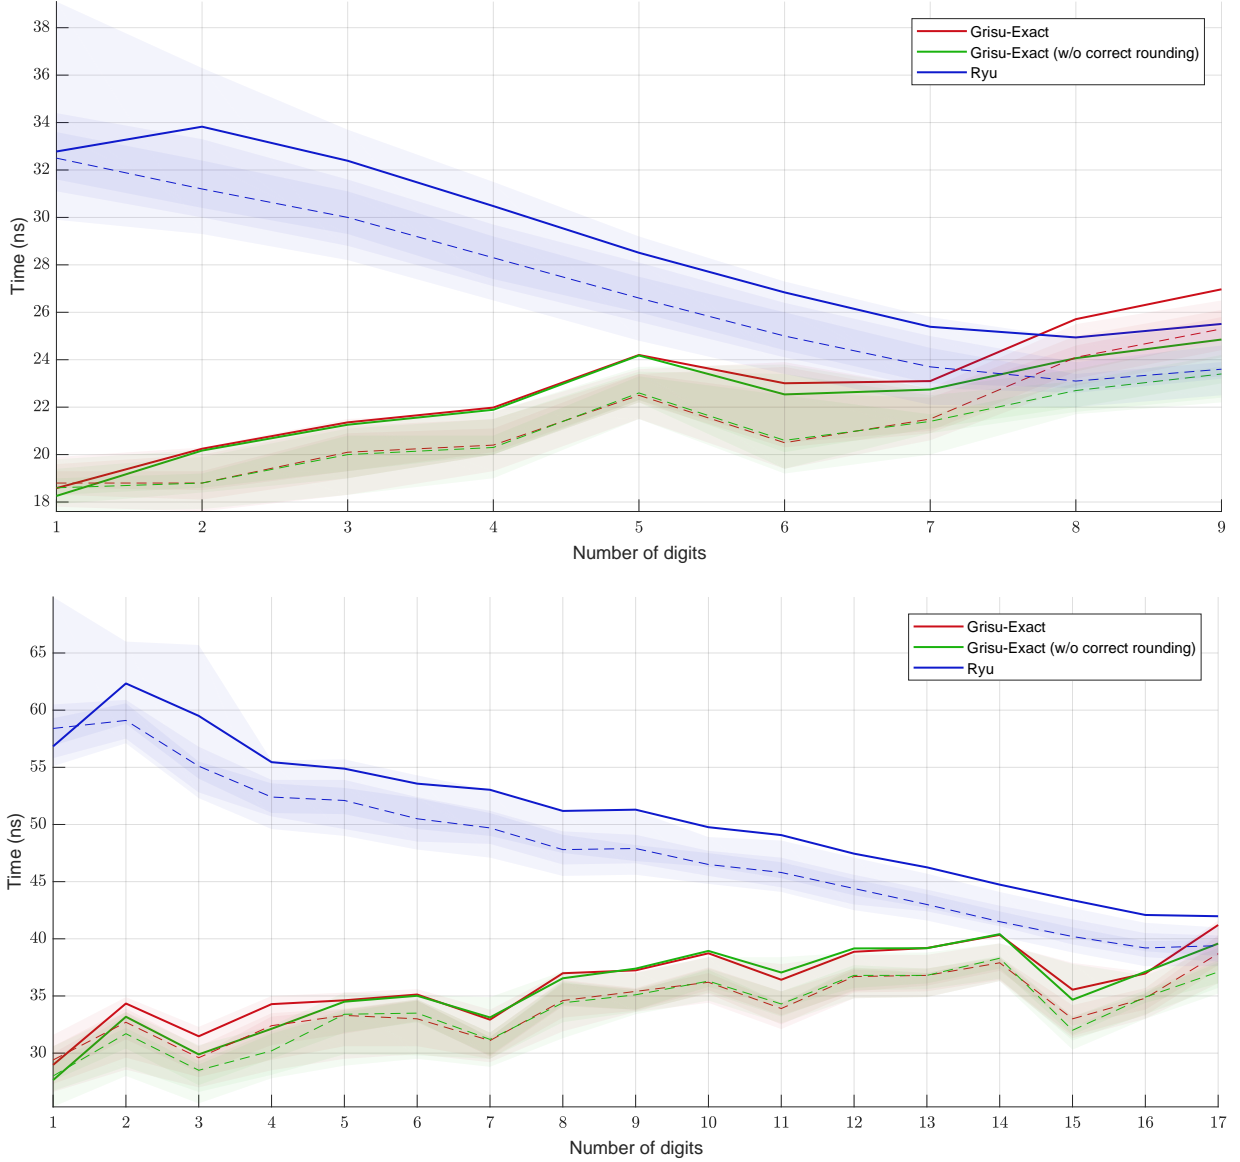 38
36
34
32
30
28
26
24
22
20
18
Time (ns)
Grisu-Exact
Grisu-Exact (w/o correct rounding)
Ryu
1 2 3 4 5 6 7 8 9
Number of digits
65
60
55
50
45
40
35
30
Time (ns)
Grisu-Exact
Grisu-Exact (w/o correct rounding)
Ryu
1 2 3 4 5 6 7 8 9 10 11 12 13 14 15 16 17
Number of digits